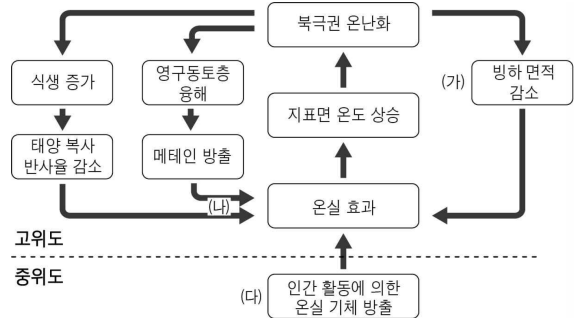 북극권 온난화
식생 증가
영구동토층
융해
(가)
빙하 면적
감소
지표면 온도 상승
태양 복사
반사율 감소
메테인 방출
(나)
온실 효과
고위도
중위도
(다)
인간 활동에 의한
온실 기체 방출